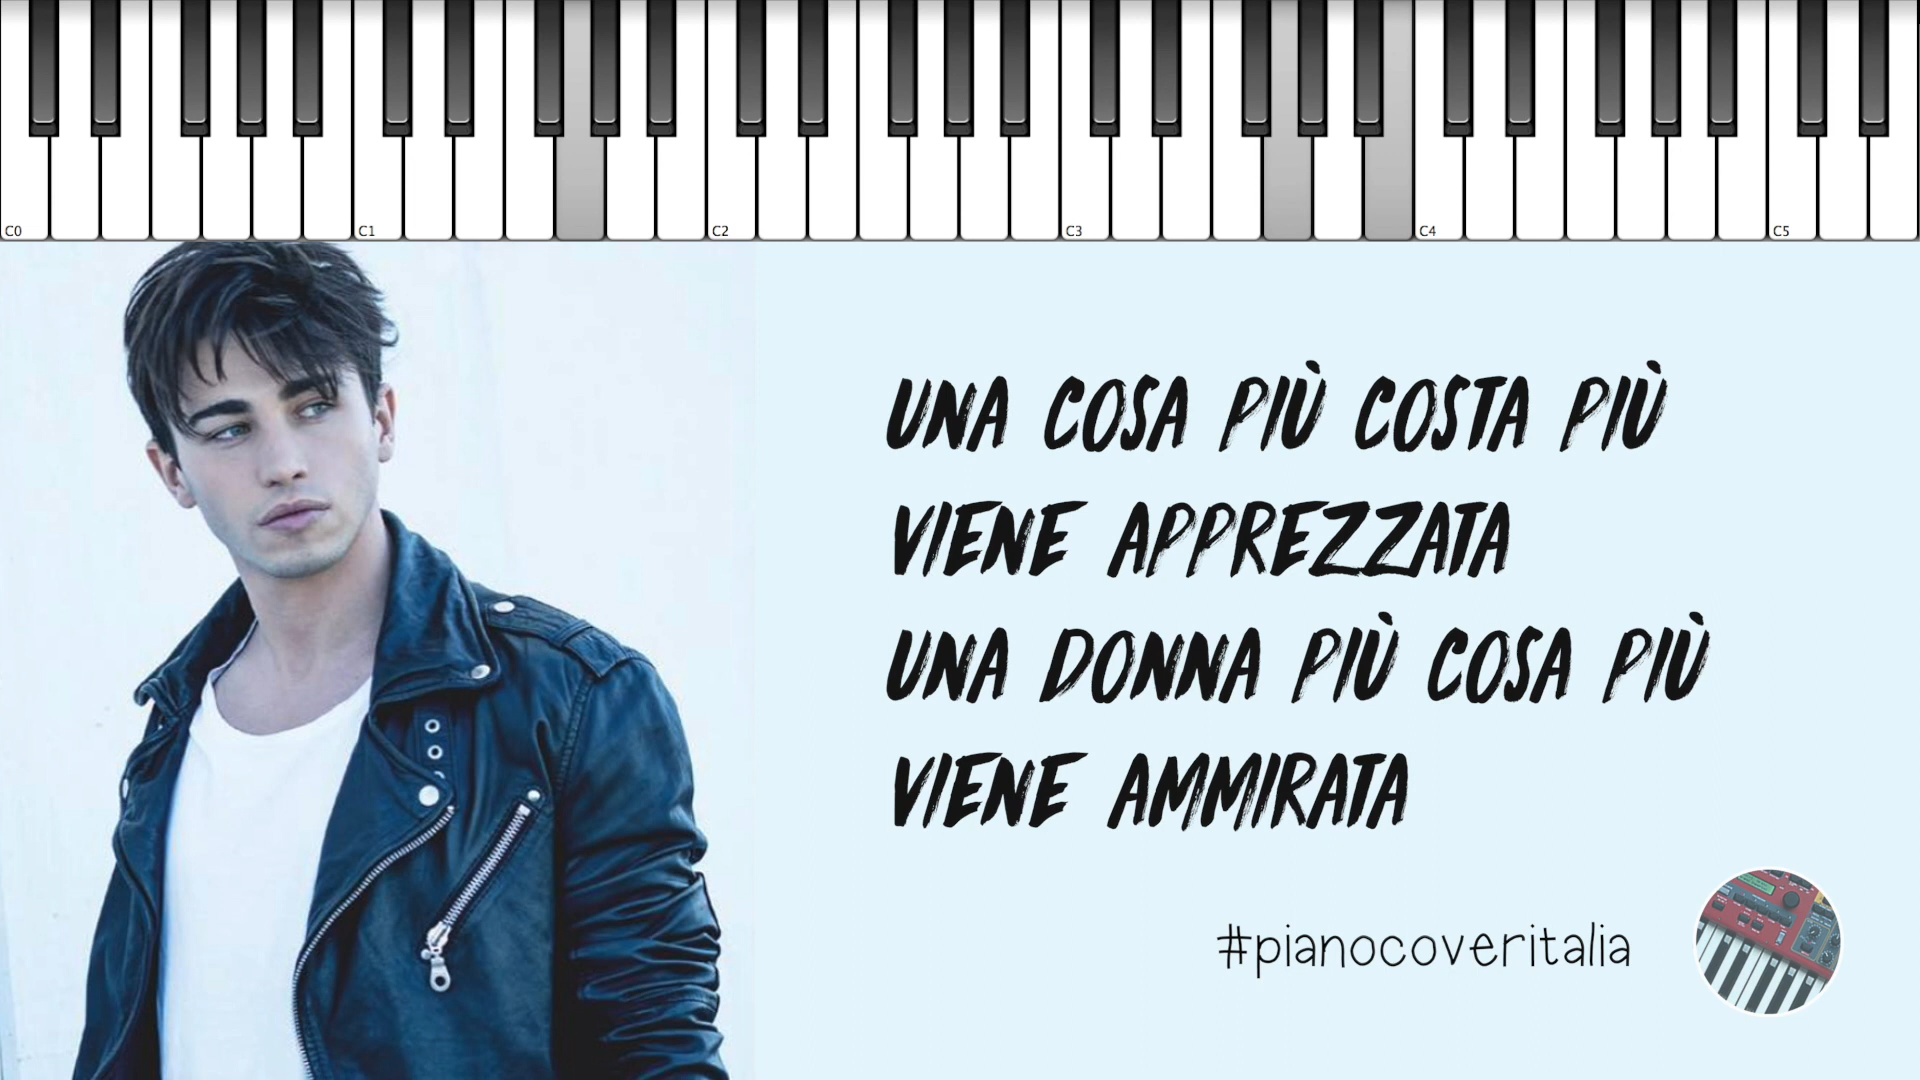 C0 C1 C2 C3 C4 C5
UNA COSA PIÙ COSTA PIÙ
VIENE APPREZZATA
UNA DONNA PIÙ COSA PIÙ
VIENE AMMIRATA
#pianocoveritalia